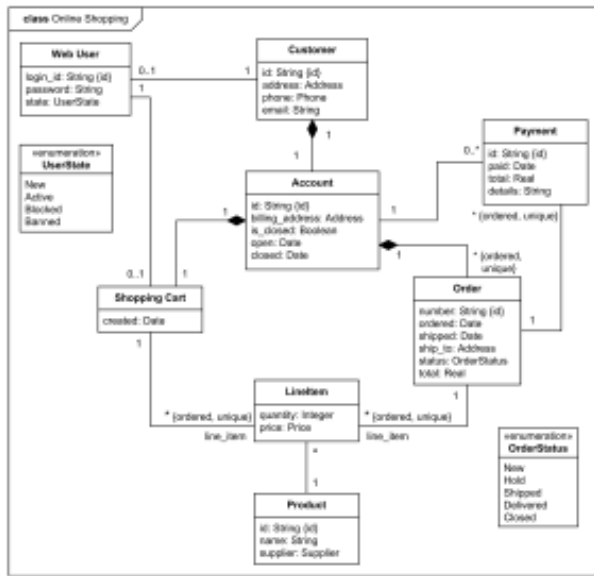 class Online Shopping
Web User
login_id: String {id}
password: String
state: UserState
0..1
1
1
Customer
id: String {id}
address: Address
phone: Phone
email: String
1
1
«enumeration»
UserState
New
Active
Blocked
Banned
Account
id: String {id}
billing_address: Address
is_closed: Boolean
open: Date
closed: Date
1
1
1
0..*
Payment
id: String {id}
paid: Date
total: Real
details: String
* {ordered, unique}
* {ordered,
unique}
0..1
1
Shopping Cart
created: Date
1
Order
number: String {id}
ordered: Date
shipped: Date
ship_to: Address
status: OrderStatus
total: Real
1
1
LineItem
quantity: Integer
price: Price
* {ordered, unique}
line_item
* {ordered, unique}
line_item
*
1
Product
id: String {id}
name: String
supplier: Supplier
«enumeration»
OrderStatus
New
Hold
Shipped
Delivered
Closed